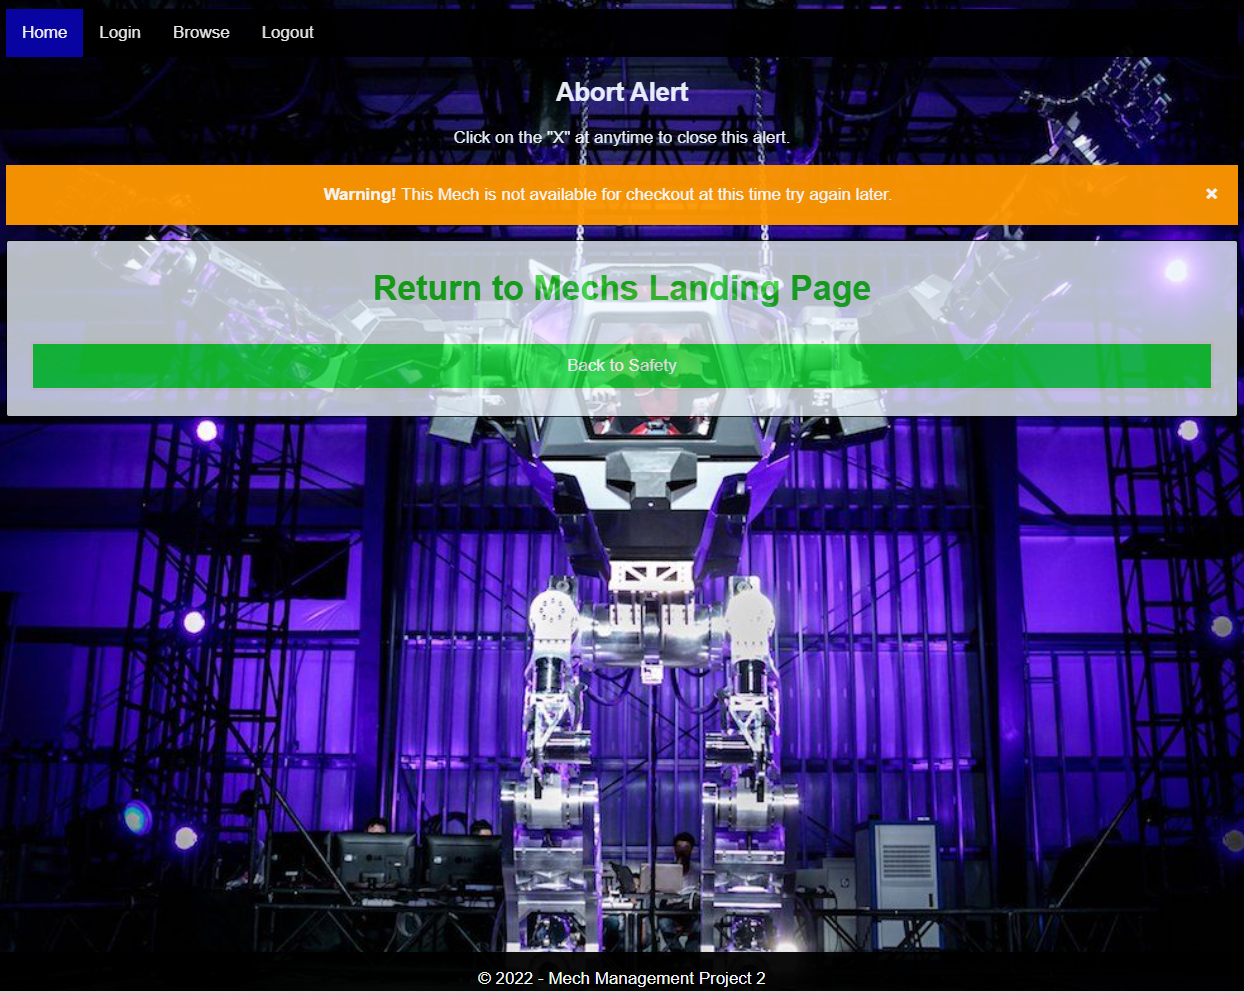 Home Login Browse Logout
Abort Alert
Click on the "X" at anytime to close this alert.
Warning! This Mech is not available for checkout at this time try again later. ×
Return to Mechs Landing Page
Back to Safety
© 2022 - Mech Management Project 2